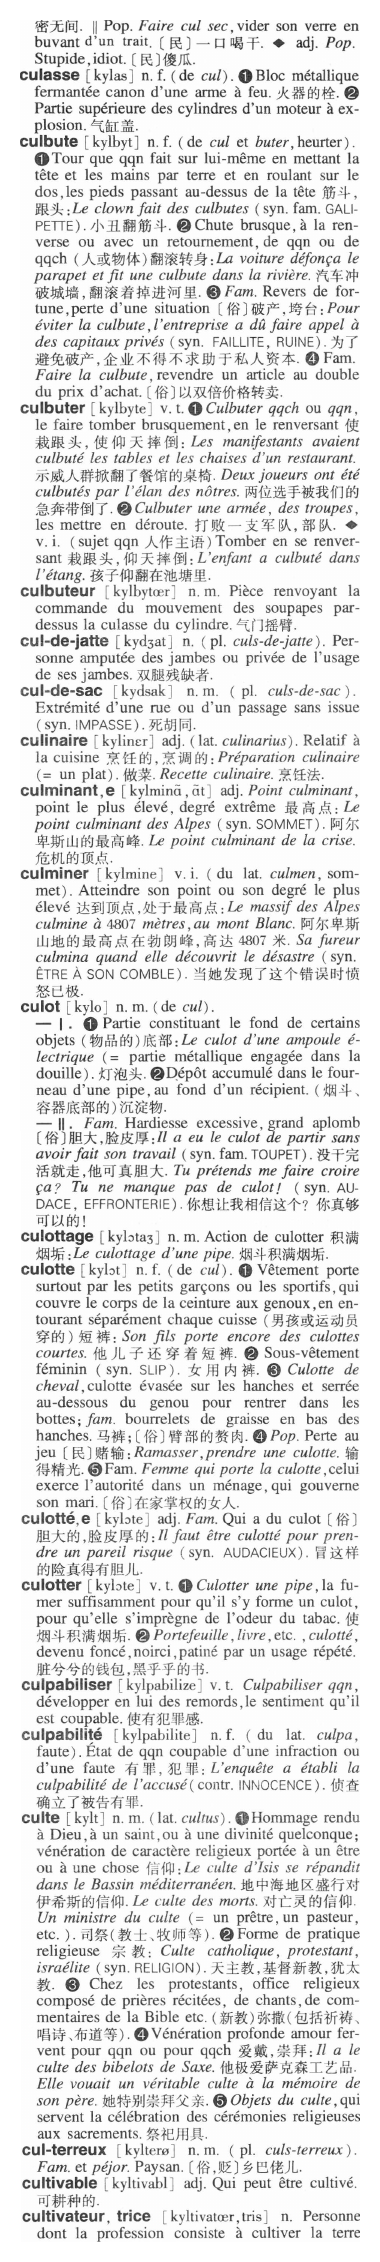 密无间. ‖ Pop. Faire cul sec, vider son verre en
buvant d'un trait. [民]一口喝干. ◆ adj. Pop.
Stupide, idiot. [民]傻瓜.
culasse [kylas] n. f. (de cul). ❶ Bloc métallique
fermantée canon d'une arme à feu. 火器的栓. ❷
Partie supérieure des cylindres d'un moteur à ex-
plosion. 气缸盖.
culbute [kylbyt] n. f. (de cul et buter, heurter).
❶ Tour que qqn fait sur lui-même en mettant la
tête et les mains par terre et en roulant sur le
dos, les pieds passant au-dessus de la tête 筋斗,
跟头: Le clown fait des culbutes (syn. fam. GALI-
PETTE). 小丑翻筋斗. ❷ Chute brusque, à la ren-
verse ou avec un retournement, de qqn ou de
qqch (人或物体)翻滚转身: La voiture défonça le
parapet et fit une culbute dans la rivière. 汽车冲
破城墙, 翻滚着掉进河里. ❸ Fam. Revers de for-
tune, perte d'une situation [俗]破产, 垮台: Pour
éviter la culbute, l'entreprise a dû faire appel à
des capitaux privés (syn. FAILLITE, RUINE). 为了
避免破产, 企业不得不求助于私人资本. ❹ Fam.
Faire la culbute, revendre un article au double
du prix d'achat. [俗]以双倍价格转卖.
culbuter [kylbyte] v. t. ❶ Culbuter qqch ou qqn,
le faire tomber brusquement, en le renversant 使
栽跟头, 使仰天摔倒: Les manifestants avaient
culbuté les tables et les chaises d'un restaurant.
示威人群掀翻了餐馆的桌椅. Deux joueurs ont été
culbutés par l'élan des nôtres. 两位选手被我们的
急奔带倒了. ❷ Culbuter une armée, des troupes,
les mettre en déroute. 打败一支军队, 部队. ◆
v. i. (sujet qqn 人作主语) Tomber en se renver-
sant 栽跟头, 仰天摔倒: L'enfant a culbuté dans
l'étang. 孩子仰翻在池塘里.
culbuteur [kylbytœr] n. m. Pièce renvoyant la
commande du mouvement des soupapes par-
dessus la culasse du cylindre. 气门摇臂.
cul-de-jatte [kydʒat] n. (pl. culs-de-jatte). Per-
sonne amputée des jambes ou privée de l'usage
de ses jambes. 双腿残缺者.
cul-de-sac [kydsak] n. m. (pl. culs-de-sac).
Extrémité d'une rue ou d'un passage sans issue
(syn. IMPASSE). 死胡同.
culinaire [kylinɛr] adj. (lat. culinarius). Relatif à
la cuisine 烹饪的, 烹调的: Préparation culinaire
(= un plat). 做菜. Recette culinaire. 烹饪法.
culminant, e [kylminɑ̃, ɑ̃t] adj. Point culminant,
point le plus élevé, degré extrême 最高点: Le
point culminant des Alpes (syn. SOMMET). 阿尔
卑斯山的最高峰. Le point culminant de la crise.
危机的顶点.
culminer [kylmine] v. i. (du lat. culmen, som-
met). Atteindre son point ou son degré le plus
élevé 达到顶点, 处于最高点: Le massif des Alpes
culmine à 4807 mètres, au mont Blanc. 阿尔卑斯
山地的最高点在勃朗峰, 高达 4807 米. Sa fureur
culmina quand elle découvrit le désastre (syn.
ÊTRE À SON COMBLE). 当她发现了这个错误时愤
怒已极.
culot [kylo] n. m. (de cul).
— Ⅰ. ❶ Partie constituant le fond de certains
objets (物品的)底部: Le culot d'une ampoule é-
lectrique (= partie métallique engagée dans la
douille). 灯泡头. ❷ Dépôt accumulé dans le four-
neau d'une pipe, au fond d'un récipient. (烟斗、
容器底部的)沉淀物.
— Ⅱ. Fam. Hardiesse excessive, grand aplomb
[俗]胆大, 脸皮厚: Il a eu le culot de partir sans
avoir fait son travail (syn. fam. TOUPET). 没干完
活就走, 他可真胆大. Tu prétends me faire croire
ça? Tu ne manque pas de culot! (syn. AU-
DACE, EFFRONTERIE). 你想让我相信这个? 你真够
可以的!
culottage [kylɔtaʒ] n. m. Action de culotter 积满
烟垢: Le culottage d'une pipe. 烟斗积满烟垢.
culotte [kylɔt] n. f. (de cul). ❶ Vêtement porte
surtout par les petits garçons ou les sportifs, qui
couvre le corps de la ceinture aux genoux, en en-
tourant séparément chaque cuisse (男孩或运动员
穿的) 短裤: Son fils porte encore des culottes
courtes. 他儿子还穿着短裤. ❷ Sous-vêtement
féminin (syn. SLIP). 女用内裤. ❸ Culotte de
cheval, culotte évasée sur les hanches et serrée
au-dessous du genou pour rentrer dans les
bottes; fam. bourrelets de graisse en bas des
hanches. 马裤; [俗]臂部的赘肉. ❹ Pop. Perte au
jeu [民]赌输: Ramasser, prendre une culotte. 输
得精光. ❺ Fam. Femme qui porte la culotte, celui
exerce l'autorité dans un ménage, qui gouverne
son mari. [俗]在家掌权的女人.
culotté, e [kylɔte] adj. Fam. Qui a du culot [俗]
胆大的, 脸皮厚的: Il faut être culotté pour pren-
dre un pareil risque (syn. AUDACIEUX). 冒这样
的险真得有胆儿.
culotter [kylɔte] v. t. ❶ Culotter une pipe, la fu-
mer suffisamment pour qu'il s'y forme un culot,
pour qu'elle s'imprègne de l'odeur du tabac. 使
烟斗积满烟垢. ❷ Portefeuille, livre, etc., culotté,
devenu foncé, noirci, patiné par un usage répété.
脏兮兮的钱包, 黑乎乎的书.
culpabiliser [kylpabilize] v. t. Culpabiliser qqn,
développer en lui des remords, le sentiment qu'il
est coupable. 使有犯罪感.
culpabilité [kylpabilite] n. f. (du lat. culpa,
faute). État de qqn coupable d'une infraction ou
d'une faute 有罪, 犯罪: L'enquête a établi la
culpabilité de l'accusé (contr. INNOCENCE). 侦查
确立了被告有罪.
culte [kylt] n. m. (lat. cultus). ❶ Hommage rendu
à Dieu, à un saint, ou à une divinité quelconque;
vénération de caractère religieux portée à un être
ou à une chose 信仰: Le culte d'Isis se répandit
dans le Bassin méditerranéen. 地中海地区盛行对
伊希斯的信仰. Le culte des morts. 对亡灵的信仰.
Un ministre du culte (= un prêtre, un pasteur,
etc.). 司祭(教士、牧师等). ❷ Forme de pratique
religieuse 宗教: Culte catholique, protestant,
israélite (syn. RELIGION). 天主教, 基督新教, 犹太
教. ❸ Chez les protestants, office religieux
composé de prières récitées, de chants, de com-
mentaires de la Bible etc. (新教)弥撒(包括祈祷、
唱诗、布道等). ❹ Vénération profonde amour fer-
vent pour qqn ou pour qqch 爱戴, 崇拜: Il a le
culte des bibelots de Saxe. 他极爱萨克森工艺品.
Elle vouait un véritable culte à la mémoire de
son père. 她特别崇拜父亲. ❺ Objets du culte, qui
servent la célébration des cérémonies religieuses
aux sacrements. 祭祀用具.
cul-terreux [kylterø] n. m. (pl. culs-terreux).
Fam. et péjor. Paysan. [俗, 贬]乡巴佬儿.
cultivable [kyltivabl] adj. Qui peut être cultivé.
可耕种的.
cultivateur, trice [kyltivatœr, tris] n. Personne
dont la profession consiste à cultiver la terre